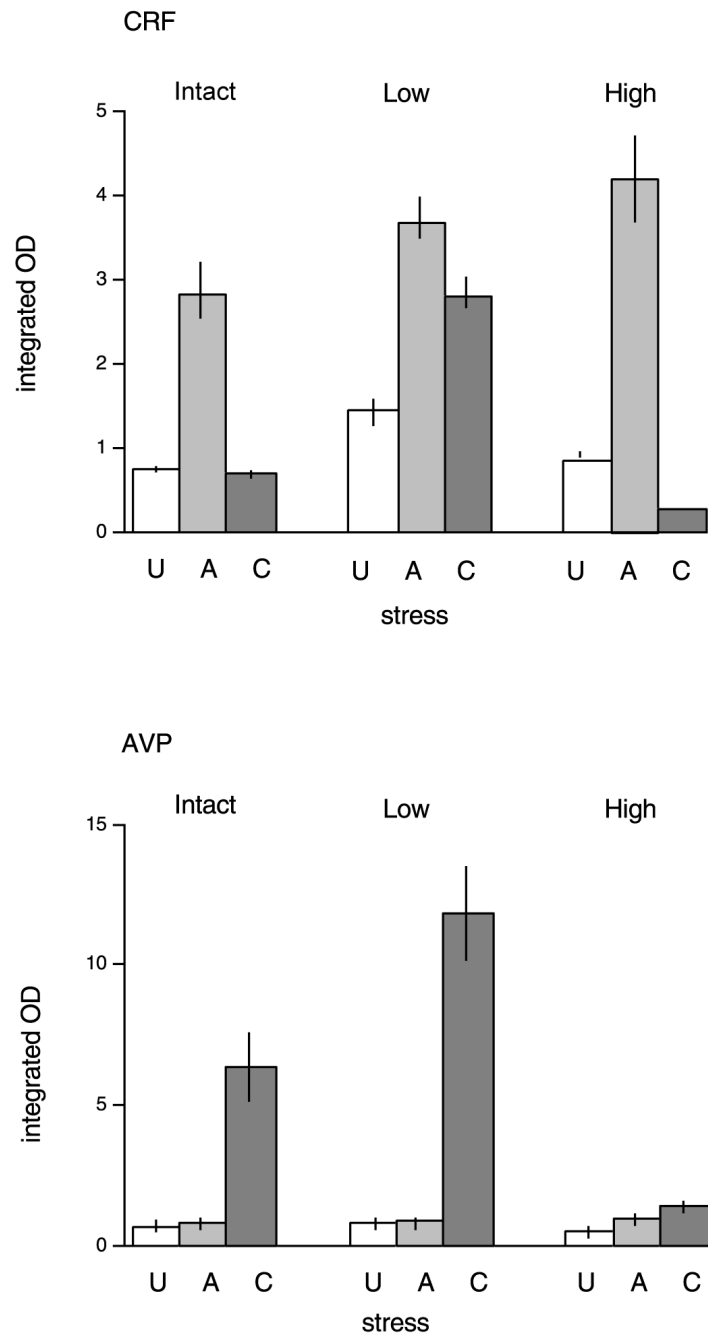 CRF
Intact Low High
5
4
3
2
1
0
integrated OD
U A C U A C U A C
stress
AVP
Intact Low High
15
10
5
0
integrated OD
U A C U A C U A C
stress